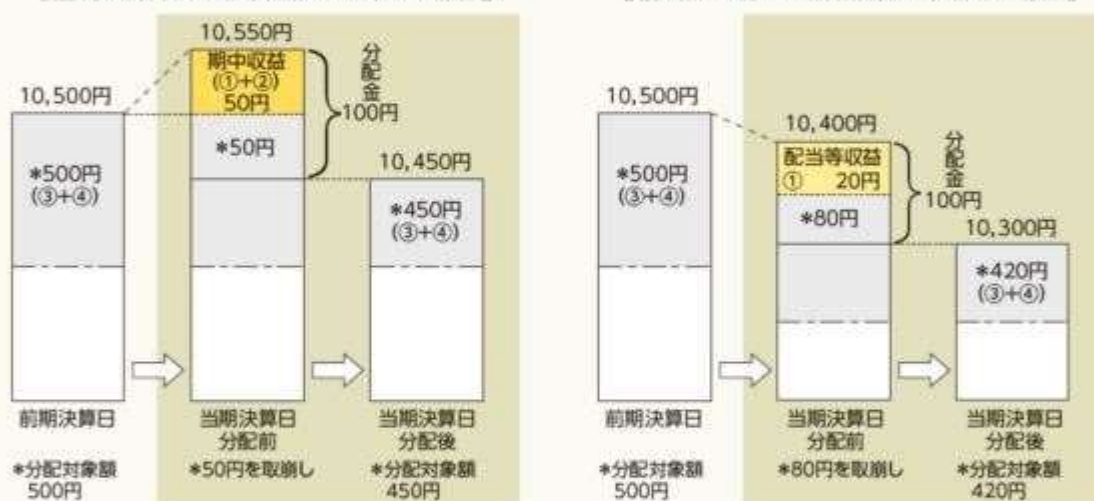 10,550円
期中収益
(①+②)
50円
分配金
100円
10,500円
*500円
(③+④)
*50円
10,450円
*450円
(③+④)
前期決算日
当期決算日
分配前
当期決算日
分配後
*分配対象額
500円
*50円を取崩し
*分配対象額
450円
10,500円
*500円
(③+④)
10,400円
配当等収益
① 20円
*80円
分配金
100円
10,300円
*420円
(③+④)
前期決算日
当期決算日
分配前
当期決算日
分配後
*分配対象額
500円
*80円を取崩し
*分配対象額
420円